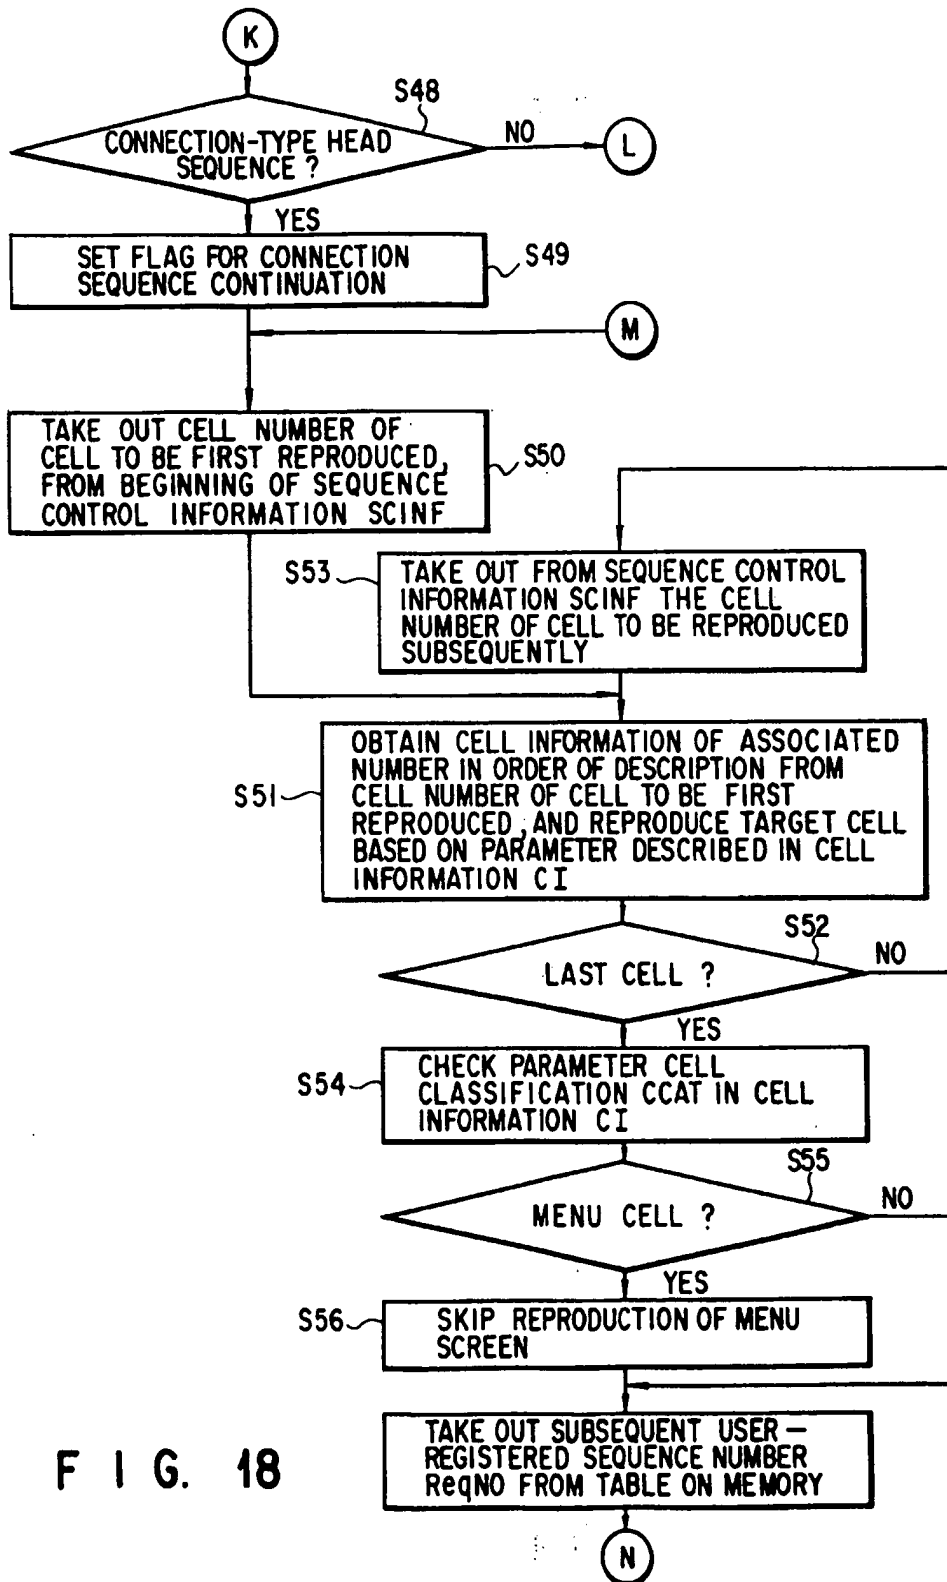 K
S48
CONNECTION-TYPE HEAD
SEQUENCE ?
NO
L
YES
SET FLAG FOR CONNECTION
SEQUENCE CONTINUATION
S49
M
TAKE OUT CELL NUMBER OF
CELL TO BE FIRST REPRODUCED,
FROM BEGINNING OF SEQUENCE
CONTROL INFORMATION SCINF
S50
S53
TAKE OUT FROM SEQUENCE CONTROL
INFORMATION SCINF THE CELL
NUMBER OF CELL TO BE REPRODUCED
SUBSEQUENTLY
S51
OBTAIN CELL INFORMATION OF ASSOCIATED
NUMBER IN ORDER OF DESCRIPTION FROM
CELL NUMBER OF CELL TO BE FIRST
REPRODUCED, AND REPRODUCE TARGET CELL
BASED ON PARAMETER DESCRIBED IN CELL
INFORMATION CI
S52
LAST CELL ?
NO
YES
S54
CHECK PARAMETER CELL
CLASSIFICATION CCAT IN CELL
INFORMATION CI
S55
MENU CELL ?
NO
YES
S56
SKIP REPRODUCTION OF MENU
SCREEN
TAKE OUT SUBSEQUENT USER-
REGISTERED SEQUENCE NUMBER
ReqNO FROM TABLE ON MEMORY
N
FIG. 18